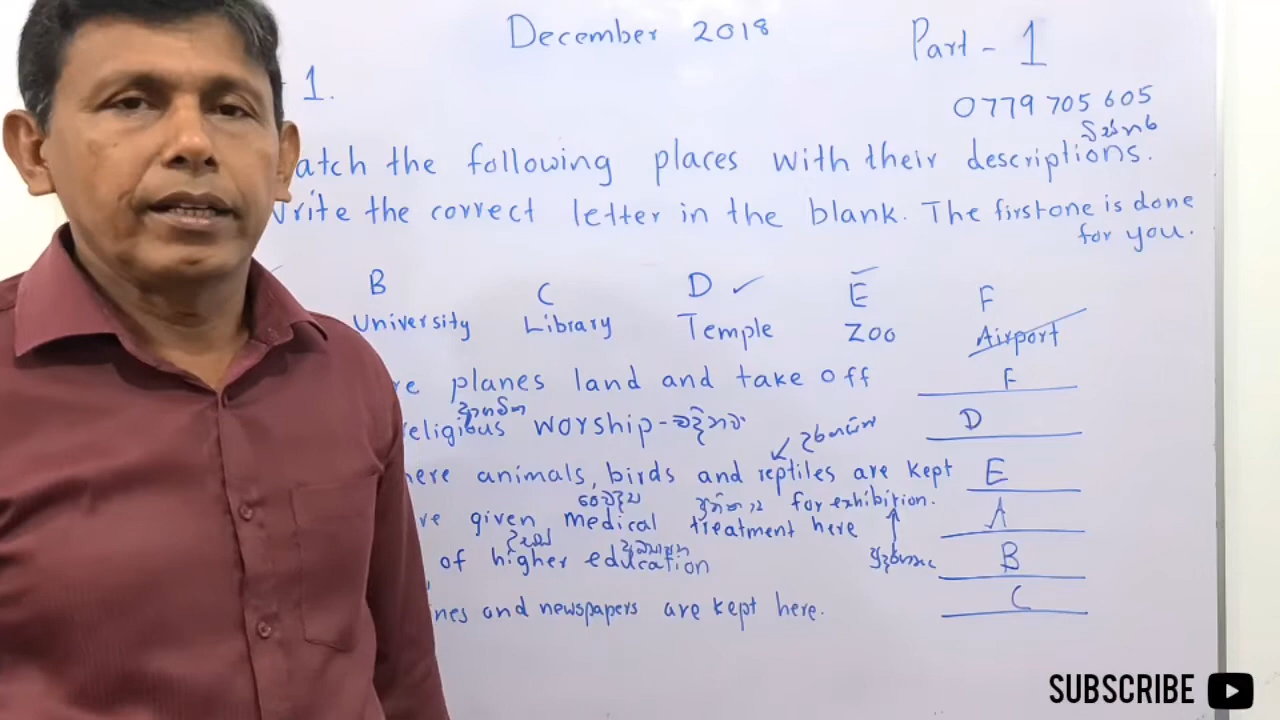 December 2018
Part - 1
1.
0779 705 605
atch the following places with their descriptions.
Write the correct letter in the blank. The first one is done
for you.
B C D ✓ E F
University Library Temple Zoo Airport
re planes land and take off F
religious worship - වැඳීම D
here animals, birds and reptiles are kept E
for exhibition.
ve given medical treatment here A
of higher education B
ines and newspapers are kept here. C
SUBSCRIBE